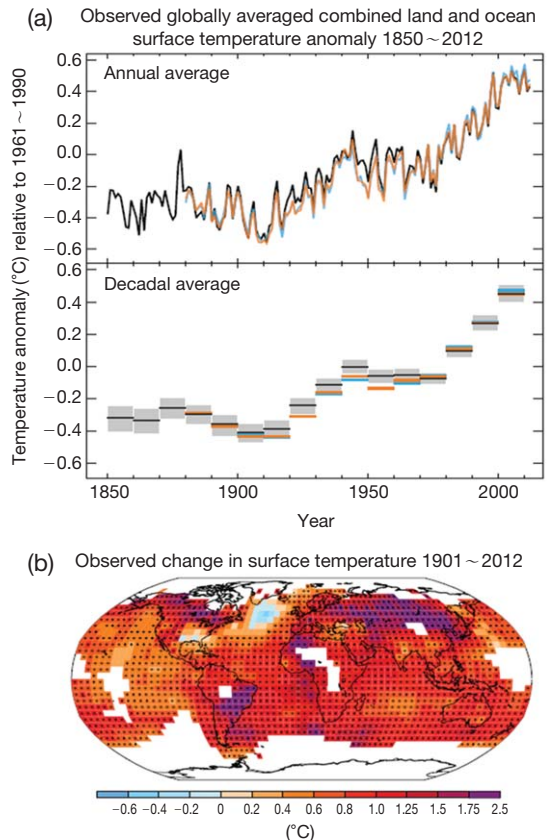 (a) Observed globally averaged combined land and ocean
surface temperature anomaly 1850~2012
Temperature anomaly (°C) relative to 1961~1990
Annual average
0.6
0.4
0.2
0.0
−0.2
−0.4
−0.6
Decadal average
0.6
0.4
0.2
0.0
−0.2
−0.4
−0.6
1850 1900 1950 2000
Year
(b) Observed change in surface temperature 1901~2012
−0.6 −0.4 −0.2 0 0.2 0.4 0.6 0.8 1.0 1.25 1.5 1.75 2.5
(°C)